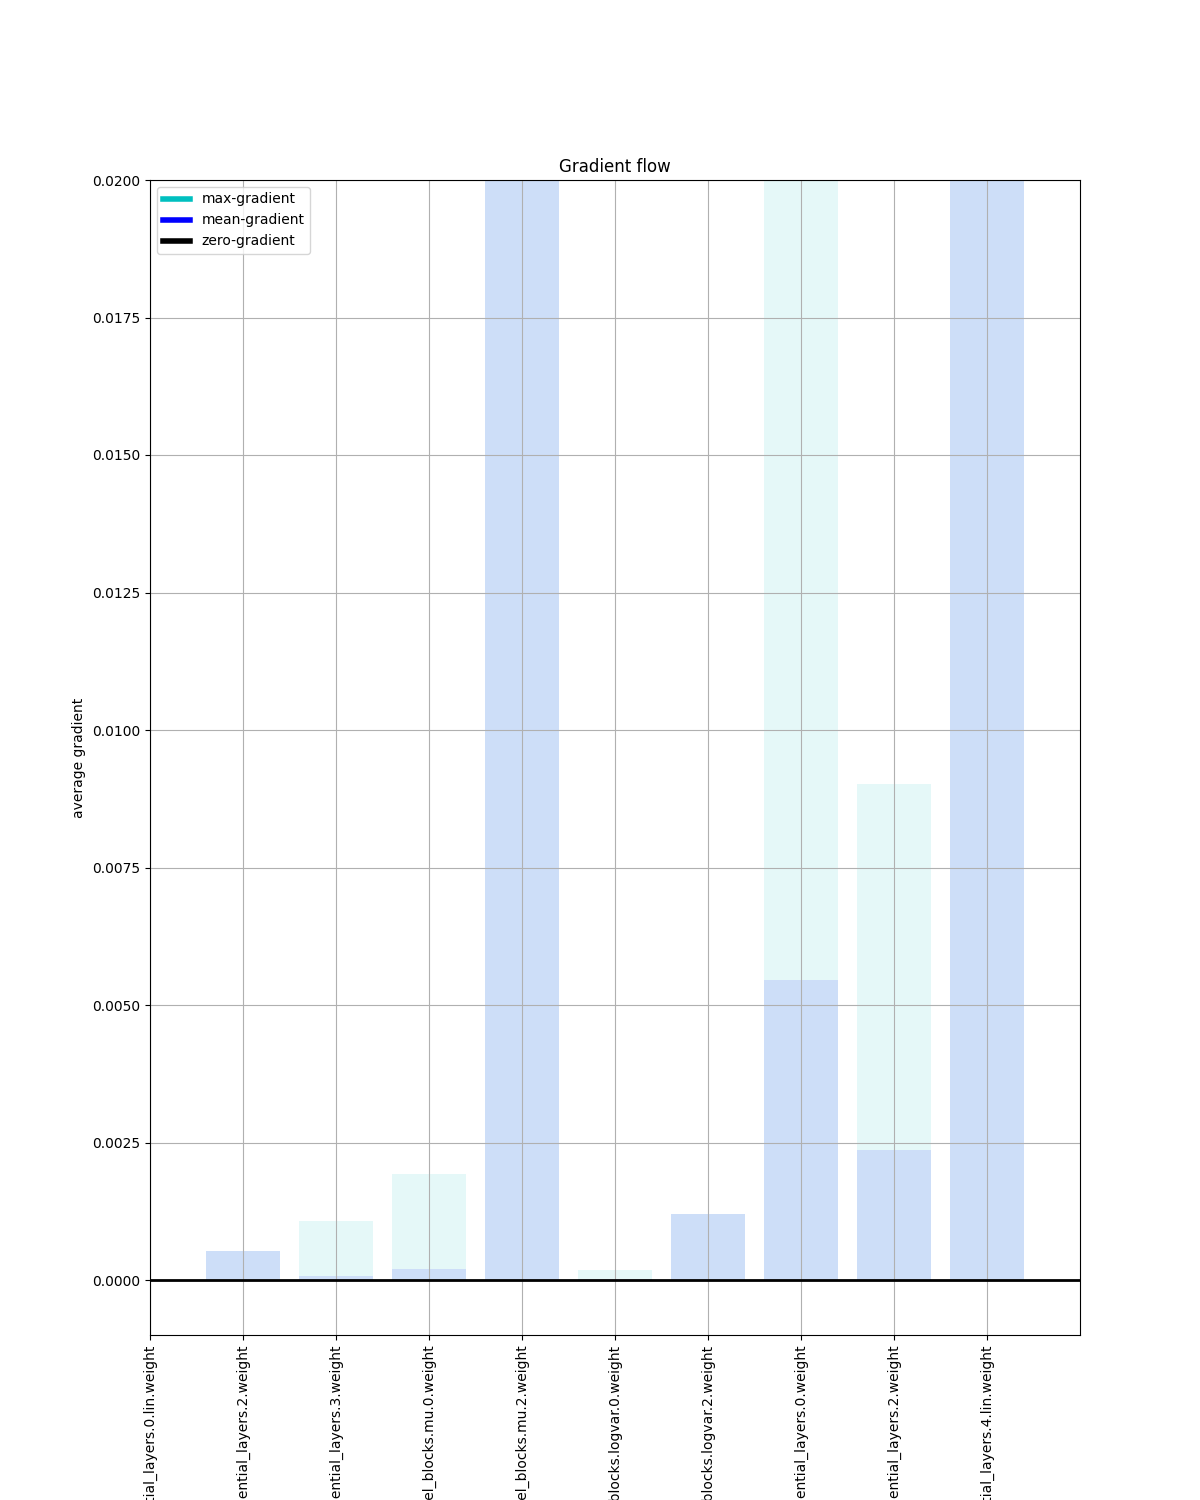 Gradient flow
max-gradient
mean-gradient
zero-gradient
0.0200
0.0175
0.0150
0.0125
0.0100
0.0075
0.0050
0.0025
0.0000
average gradient
tial_layers.0.lin.weight
ential_layers.2.weight
ential_layers.3.weight
el_blocks.mu.0.weight
el_blocks.mu.2.weight
blocks.logvar.0.weight
blocks.logvar.2.weight
ential_layers.0.weight
ential_layers.2.weight
tial_layers.4.lin.weight